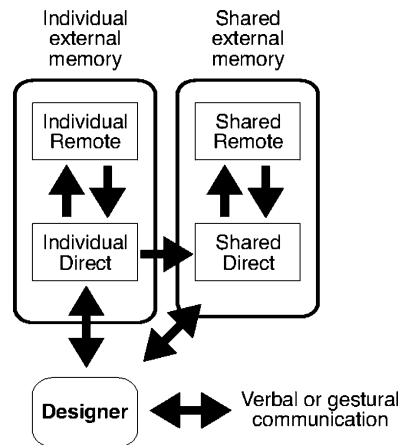 Individual
external
memory
Shared
external
memory
Individual
Remote
Shared
Remote
Individual
Direct
Shared
Direct
Designer
Verbal or gestural
communication